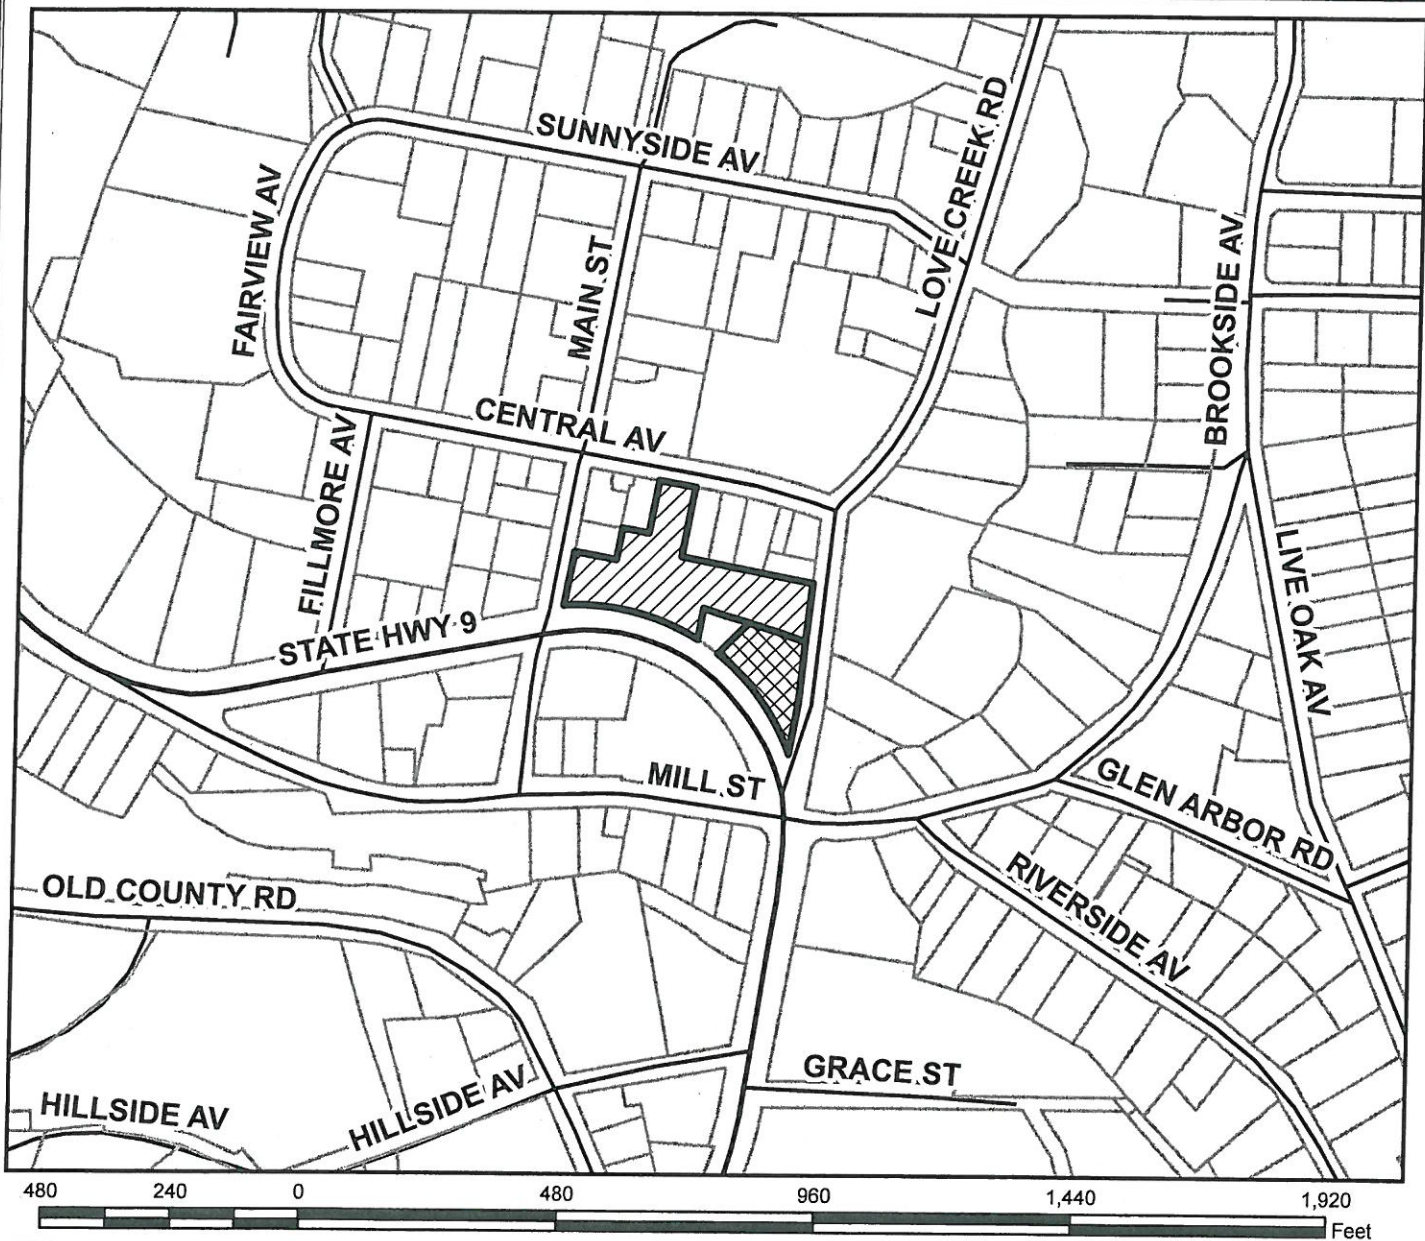 SUNNYSIDE AV
LOVE CREEK RD
FAIRVIEW AV
MAIN ST
BROOKSIDE AV
CENTRAL AV
FILLMORE AV
LIVE OAK AV
STATE HWY 9
MILL ST
GLEN ARBOR RD
RIVERSIDE AV
OLD COUNTY RD
GRACE ST
HILLSIDE AV
HILLSIDE AV
480 240 0 480 960 1,440 1,920
Feet